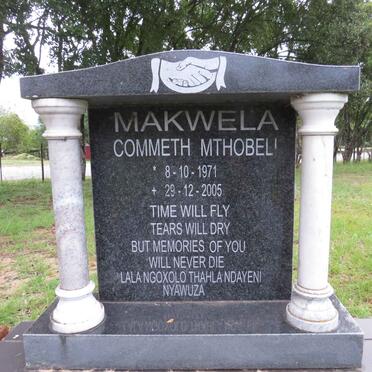 MAKWELA
COMMETH MTHOBELI
* 8-10-1971
+ 29-12-2005
TIME WILL FLY
TEARS WILL DRY
BUT MEMORIES OF YOU
WILL NEVER DIE
LALA NGOXOLO THAHLA NDAYENI
NYAWUZA